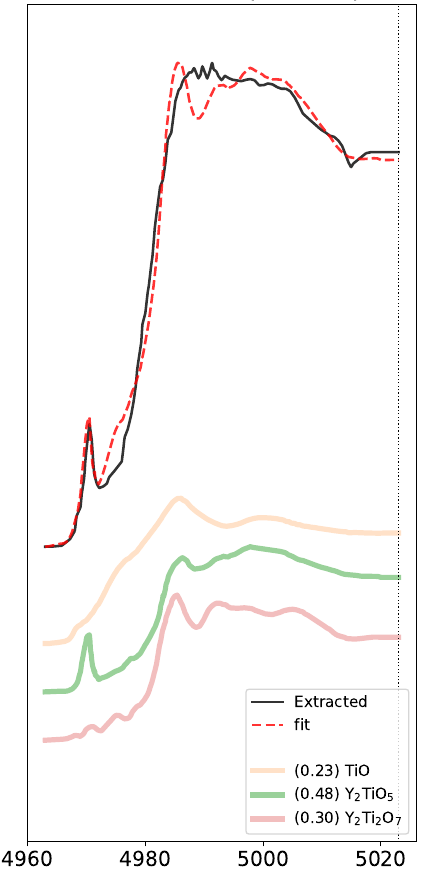 Extracted
fit
(0.23) TiO
(0.48) Y₂TiO₅
(0.30) Y₂Ti₂O₇
4960 4980 5000 5020